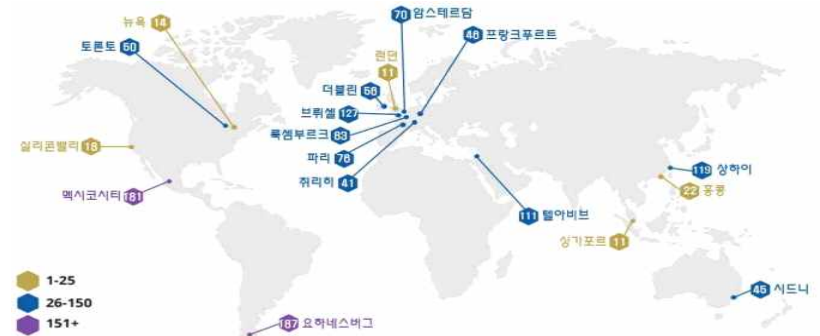 70 암스테르담
뉴욕 14
46 프랑크푸르트
토론토 50
런던
11
더블린 56
브뤼셀 127
룩셈부르크 63
파리 76
쮜리히 41
실리콘밸리 18
멕시코시티 181
119 상하이
22 홍콩
111 텔아비브
싱가포르 11
45 시드니
187 요하네스버그
1-25
26-150
151+